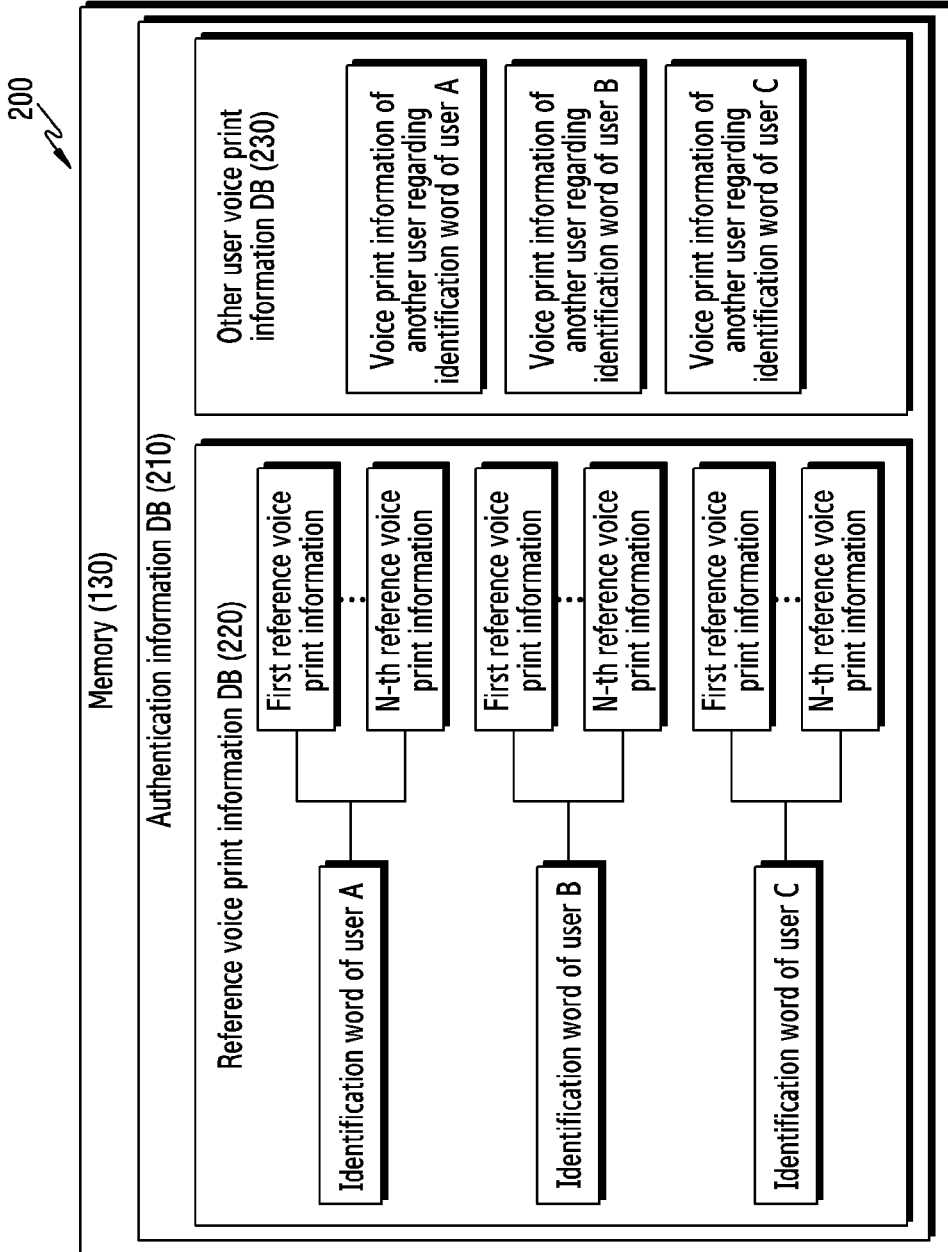 200
Memory (130)
Authentication information DB (210)
Reference voice print information DB (220)
Identification word of user A
First reference voice
print information
N-th reference voice
print information
Identification word of user B
First reference voice
print information
N-th reference voice
print information
Identification word of user C
First reference voice
print information
N-th reference voice
print information
Other user voice print
information DB (230)
Voice print information of
another user regarding
identification word of user A
Voice print information of
another user regarding
identification word of user B
Voice print information of
another user regarding
identification word of user C